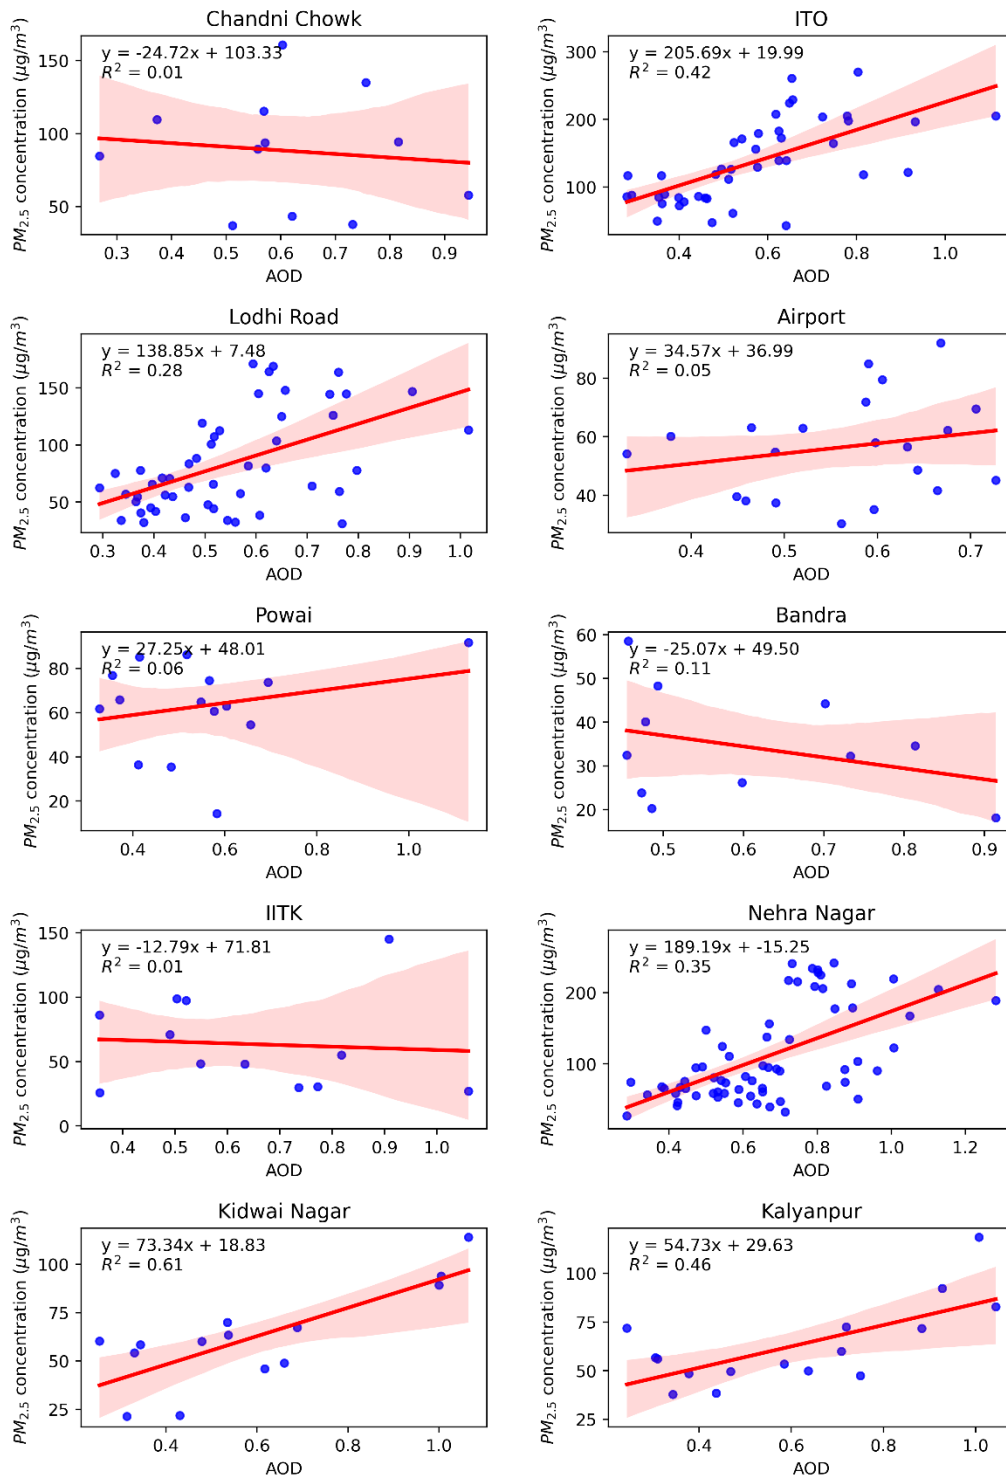 Chandni Chowk
y = -24.72x + 103.33
R² = 0.01
PM₂.₅ concentration (μg/m³)
150
100
50
0.3 0.4 0.5 0.6 0.7 0.8 0.9
AOD
ITO
y = 205.69x + 19.99
R² = 0.42
PM₂.₅ concentration (μg/m³)
300
200
100
0.4 0.6 0.8 1.0
AOD
Lodhi Road
y = 138.85x + 7.48
R² = 0.28
PM₂.₅ concentration (μg/m³)
150
100
50
0.3 0.4 0.5 0.6 0.7 0.8 0.9 1.0
AOD
Airport
y = 34.57x + 36.99
R² = 0.05
PM₂.₅ concentration (μg/m³)
80
60
40
0.4 0.5 0.6 0.7
AOD
Powai
y = 27.25x + 48.01
R² = 0.06
PM₂.₅ concentration (μg/m³)
80
60
40
20
0.4 0.6 0.8 1.0
AOD
Bandra
y = -25.07x + 49.50
R² = 0.11
PM₂.₅ concentration (μg/m³)
60
50
40
30
20
0.5 0.6 0.7 0.8 0.9
AOD
IITK
y = -12.79x + 71.81
R² = 0.01
PM₂.₅ concentration (μg/m³)
150
100
50
0
0.4 0.5 0.6 0.7 0.8 0.9 1.0
AOD
Nehra Nagar
y = 189.19x + -15.25
R² = 0.35
PM₂.₅ concentration (μg/m³)
200
100
0.4 0.6 0.8 1.0 1.2
AOD
Kidwai Nagar
y = 73.34x + 18.83
R² = 0.61
PM₂.₅ concentration (μg/m³)
100
75
50
25
0.4 0.6 0.8 1.0
AOD
Kalyanpur
y = 54.73x + 29.63
R² = 0.46
PM₂.₅ concentration (μg/m³)
100
75
50
25
0.4 0.6 0.8 1.0
AOD